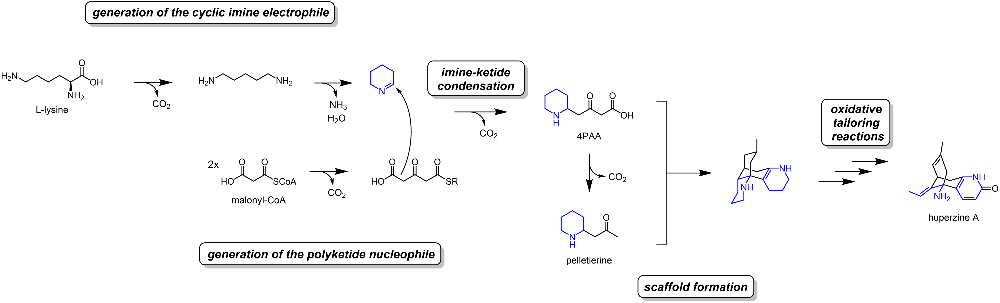 generation of the cyclic imine electrophile
H₂N
O
OH
NH₂
L-lysine
CO₂
H₂N
NH₂
NH₃
H₂O
N
imine-ketide
condensation
CO₂
2x
HO
O
O
SCoA
malonyl-CoA
CO₂
HO
O
O
O
SR
generation of the polyketide nucleophile
N
H
O
O
OH
4PAA
CO₂
N
H
O
pelletierine
scaffold formation
NH
NH
oxidative
tailoring
reactions
NH
O
NH₂
huperzine A